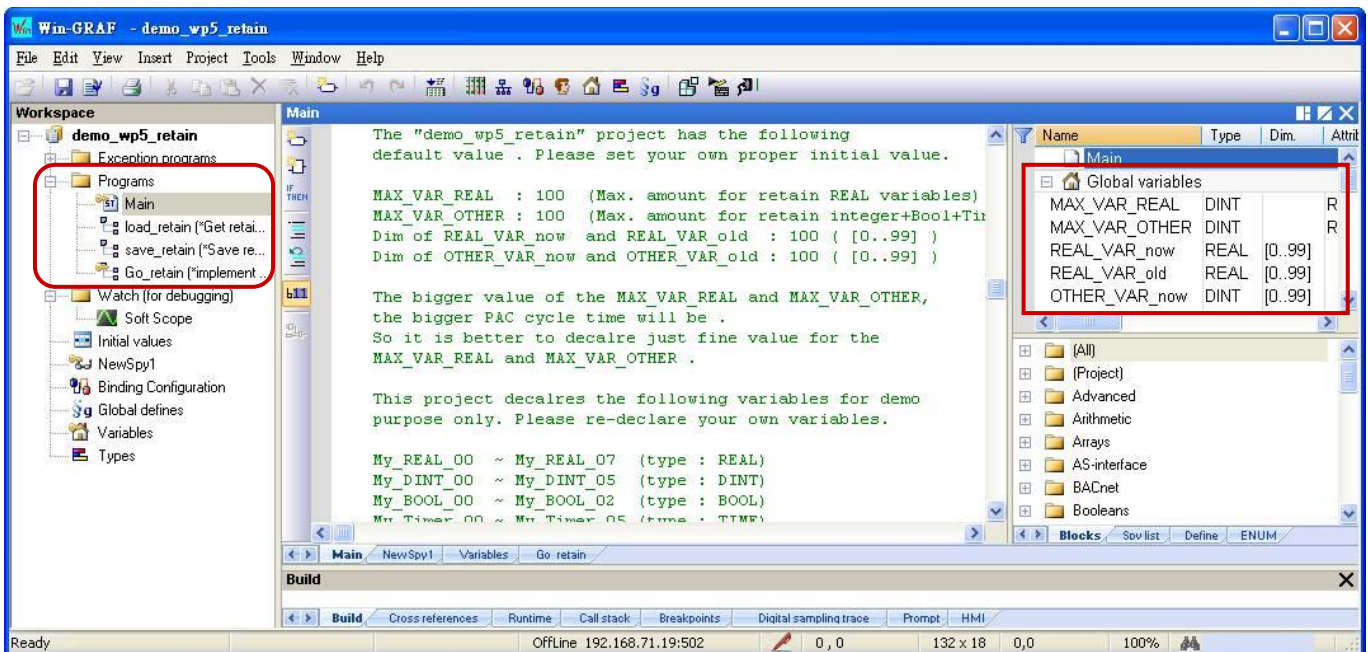 Win-GRAF - demo_wp5_retain
File Edit View Insert Project Tools Window Help
Workspace
demo_wp5_retain
Exception programs
Programs
Main
load_retain (*Get retai...
save_retain (*Save re...
Go_retain (*implement ...
Watch (for debugging)
Soft Scope
Initial values
NewSpy1
Binding Configuration
Global defines
Variables
Types
Main
IF
THEN
The "demo_wp5_retain" project has the following
default value . Please set your own proper initial value.
MAX_VAR_REAL : 100 (Max. amount for retain REAL variables)
MAX_VAR_OTHER : 100 (Max. amount for retain integer+Bool+Tir
Dim of REAL_VAR_now and REAL_VAR_old : 100 ( [0..99] )
Dim of OTHER_VAR_now and OTHER_VAR_old : 100 ( [0..99] )
The bigger value of the MAX_VAR_REAL and MAX_VAR_OTHER,
the bigger PAC cycle time will be .
So it is better to decalre just fine value for the
MAX_VAR_REAL and MAX_VAR_OTHER .
This project decalres the following variables for demo
purpose only. Please re-declare your own variables.
My_REAL_00 ~ My_REAL_07 (type : REAL)
My_DINT_00 ~ My_DINT_05 (type : DINT)
My_BOOL_00 ~ My_BOOL_02 (type : BOOL)
My_Timer_00 ~ My_Timer_05 (type : TIME)
Main NewSpy1 Variables Go_retain
Name Type Dim. Attrib
Main
Global variables
MAX_VAR_REAL DINT R
MAX_VAR_OTHER DINT R
REAL_VAR_now REAL [0..99]
REAL_VAR_old REAL [0..99]
OTHER_VAR_now DINT [0..99]
(All)
(Project)
Advanced
Arithmetic
Arrays
AS-interface
BACnet
Booleans
Blocks Spy list Define ENUM
Build
Build Cross references Runtime Call stack Breakpoints Digital sampling trace Prompt HMI
Ready OffLine 192.168.71.19:502 0 , 0 132 x 18 0,0 100%